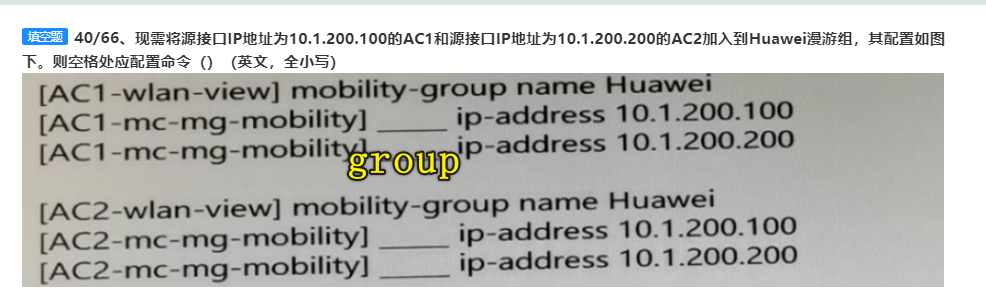 填空题 40/66、现需将源接口IP地址为10.1.200.100的AC1和源接口IP地址为10.1.200.200的AC2加入到Huawei漫游组，其配置如图
下。则空格处应配置命令（）（英文，全小写）
[AC1-wlan-view] mobility-group name Huawei
[AC1-mc-mg-mobility] _____ ip-address 10.1.200.100
[AC1-mc-mg-mobility] group ip-address 10.1.200.200
[AC2-wlan-view] mobility-group name Huawei
[AC2-mc-mg-mobility] _____ ip-address 10.1.200.100
[AC2-mc-mg-mobility] _____ ip-address 10.1.200.200